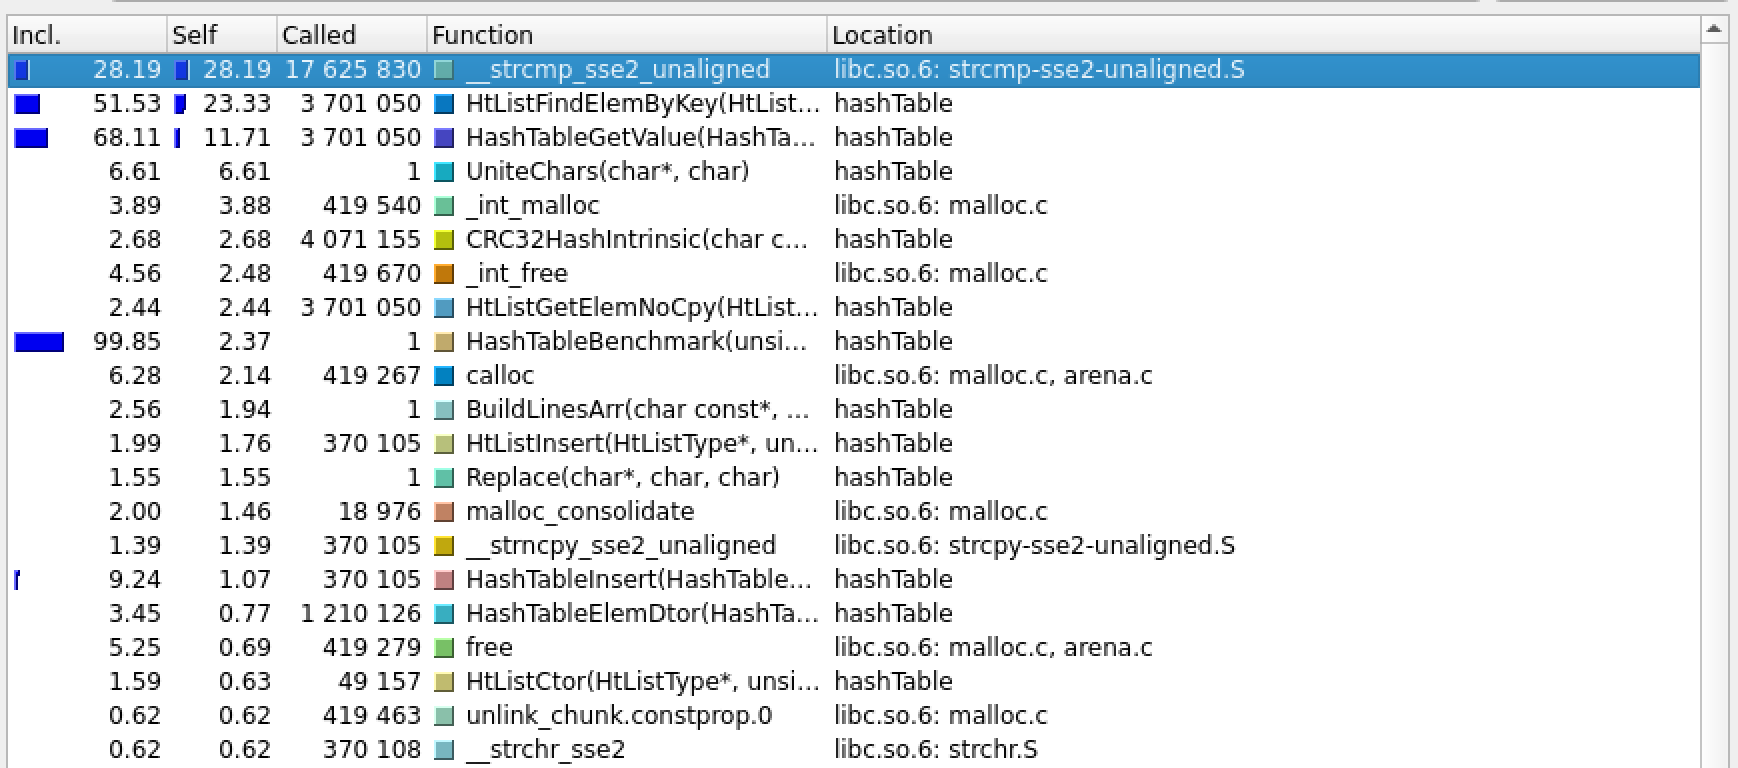 Incl. Self Called Function Location
28.19 28.19 17 625 830 __strcmp_sse2_unaligned libc.so.6: strcmp-sse2-unaligned.S
51.53 23.33 3 701 050 HtListFindElemByKey(HtList... hashTable
68.11 11.71 3 701 050 HashTableGetValue(HashTa... hashTable
6.61 6.61 1 UniteChars(char*, char) hashTable
3.89 3.88 419 540 _int_malloc libc.so.6: malloc.c
2.68 2.68 4 071 155 CRC32HashIntrinsic(char c... hashTable
4.56 2.48 419 670 _int_free libc.so.6: malloc.c
2.44 2.44 3 701 050 HtListGetElemNoCpy(HtList... hashTable
99.85 2.37 1 HashTableBenchmark(unsi... hashTable
6.28 2.14 419 267 calloc libc.so.6: malloc.c, arena.c
2.56 1.94 1 BuildLinesArr(char const*, ... hashTable
1.99 1.76 370 105 HtListInsert(HtListType*, un... hashTable
1.55 1.55 1 Replace(char*, char, char) hashTable
2.00 1.46 18 976 malloc_consolidate libc.so.6: malloc.c
1.39 1.39 370 105 __strncpy_sse2_unaligned libc.so.6: strcpy-sse2-unaligned.S
9.24 1.07 370 105 HashTableInsert(HashTable... hashTable
3.45 0.77 1 210 126 HashTableElemDtor(HashTa... hashTable
5.25 0.69 419 279 free libc.so.6: malloc.c, arena.c
1.59 0.63 49 157 HtListCtor(HtListType*, unsi... hashTable
0.62 0.62 419 463 unlink_chunk.constprop.0 libc.so.6: malloc.c
0.62 0.62 370 108 __strchr_sse2 libc.so.6: strchr.S